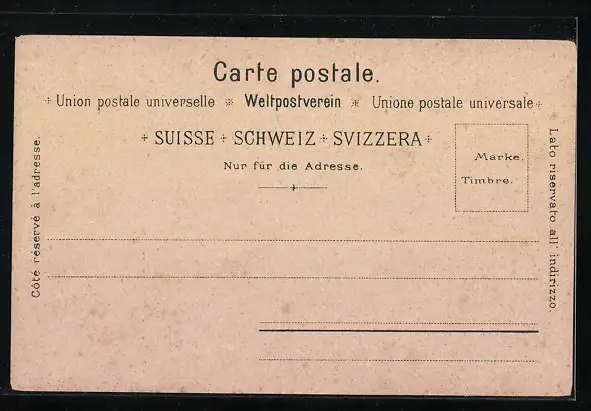 Carte postale.
Union postale universelle ※ Weltpostverein ※ Unione postale universale
SUISSE + SCHWEIZ + SVIZZERA
Nur für die Adresse.
Marke.
Timbre.
Côté réservé à l'adresse.
Lato riservato all' indirizzo.